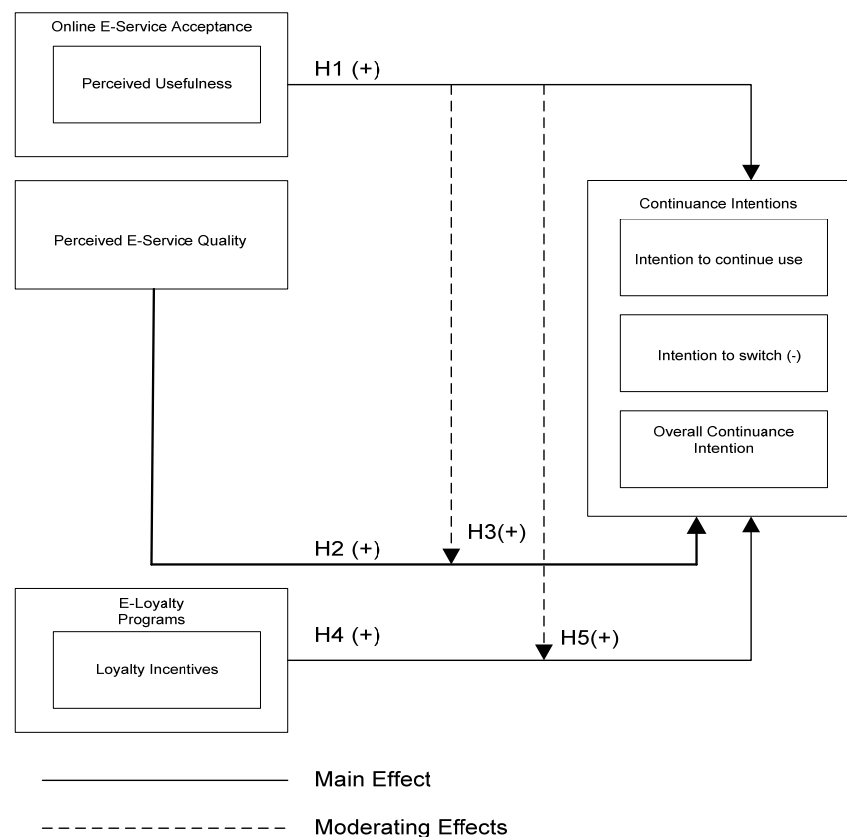 Online E-Service Acceptance
Perceived Usefulness
H1 (+)
Perceived E-Service Quality
Continuance Intentions
Intention to continue use
Intention to switch (-)
Overall Continuance
Intention
H3(+)
H2 (+)
E-Loyalty
Programs
Loyalty Incentives
H4 (+)
H5(+)
Main Effect
Moderating Effects